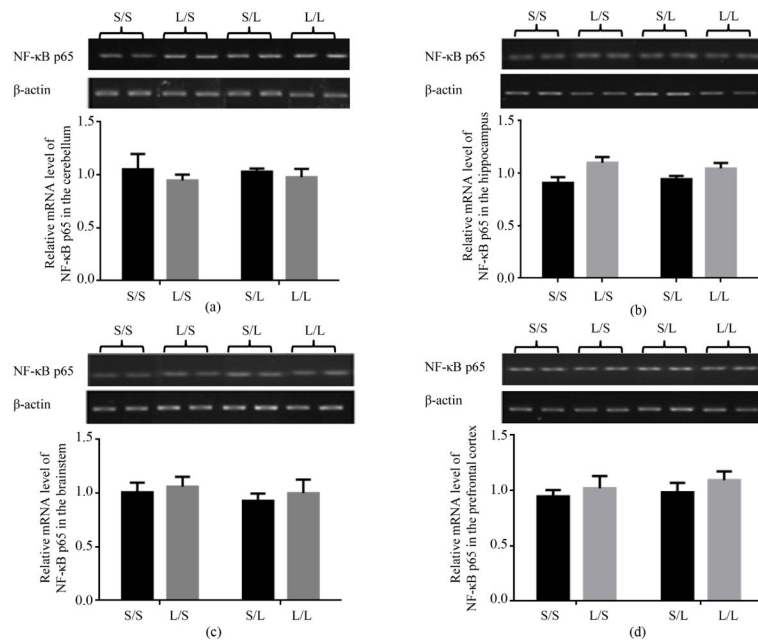 S/S L/S S/L L/L
NF-κB p65
β-actin
Relative mRNA level of
NF-κB p65 in the cerebellum
1.5
1.0
0.5
0.0
S/S L/S S/L L/L
(a)
S/S L/S S/L L/L
NF-κB p65
β-actin
Relative mRNA level of
NF-κB p65 in the hippocampus
1.5
1.0
0.5
0.0
S/S L/S S/L L/L
(b)
S/S L/S S/L L/L
NF-κB p65
β-actin
Relative mRNA level of
NF-κB p65 in the brainstem
1.5
1.0
0.5
0.0
S/S L/S S/L L/L
(c)
S/S L/S S/L L/L
NF-κB p65
β-actin
Relative mRNA level of
NF-κB p65 in the prefrontal cortex
1.5
1.0
0.5
0.0
S/S L/S S/L L/L
(d)